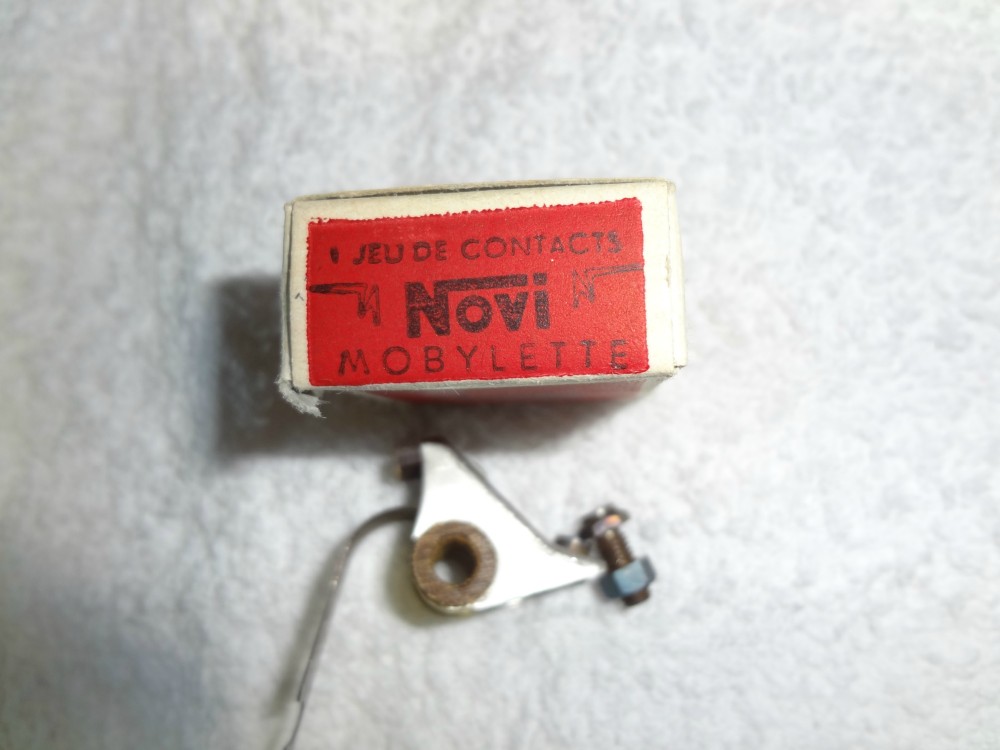 1 JEU DE CONTACTS
N NOVI N
MOBYLETTE